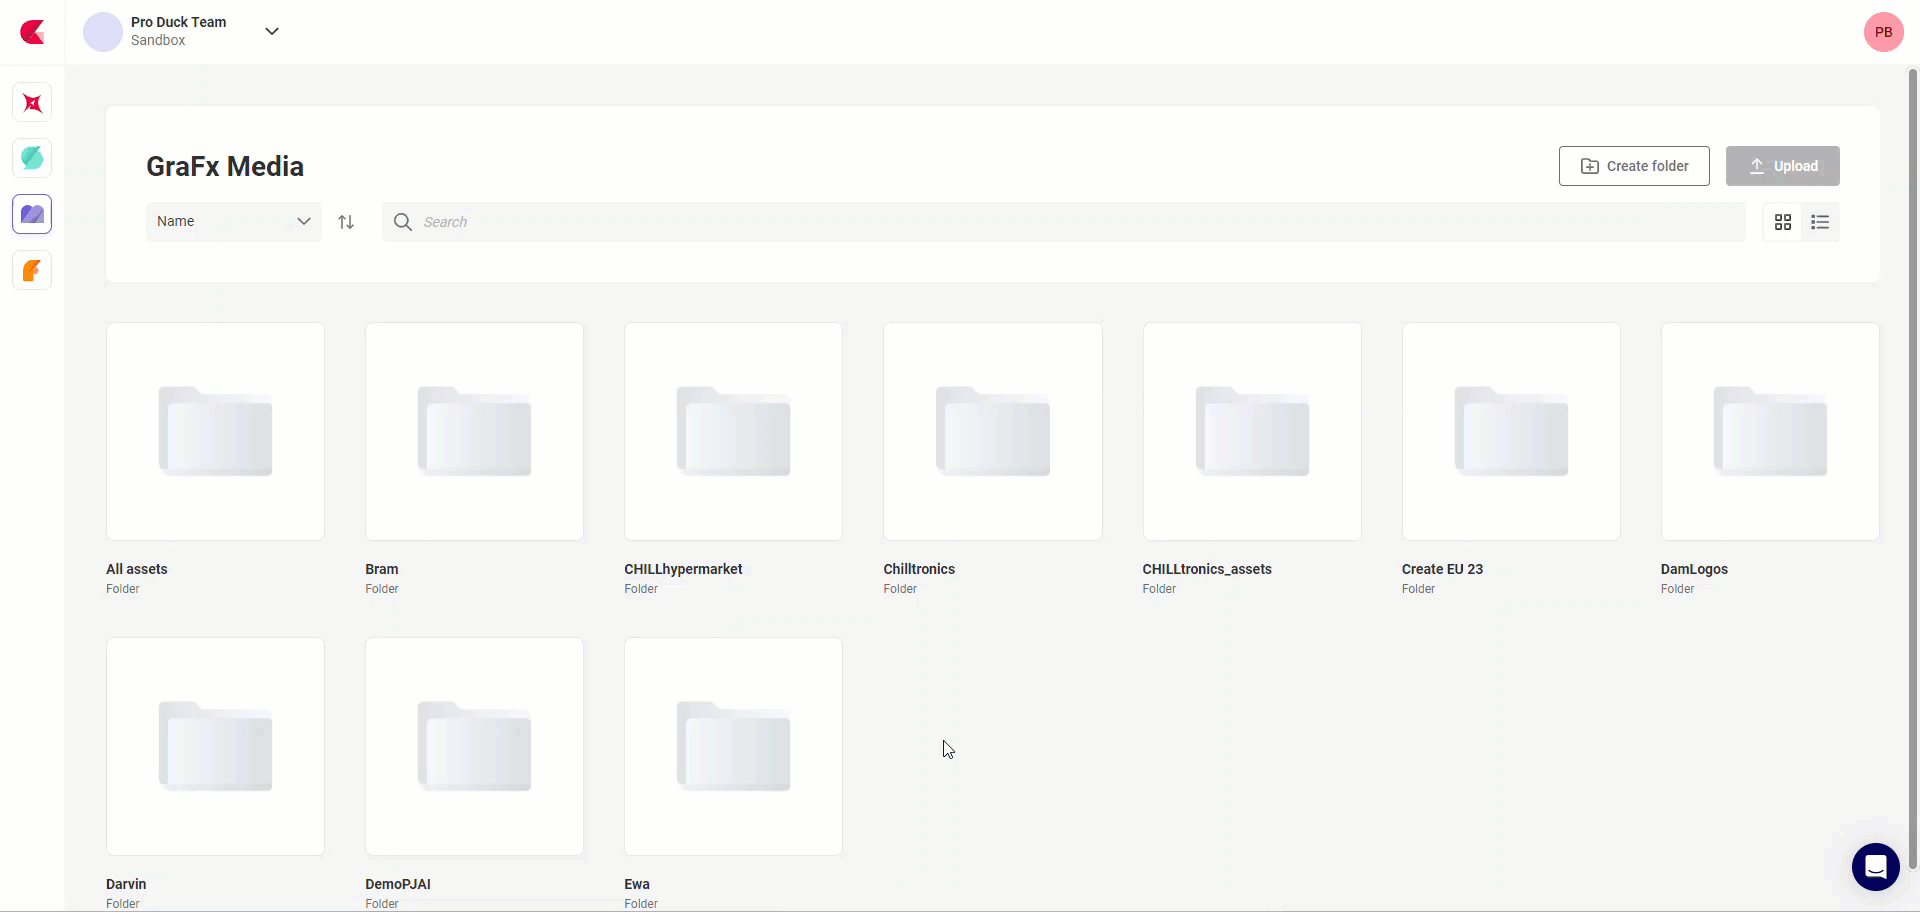 Pro Duck Team
Sandbox
PB
GraFx Media
Create folder
Upload
Name
Search
All assets
Folder
Bram
Folder
CHILLhypermarket
Folder
Chilltronics
Folder
CHILLtronics_assets
Folder
Create EU 23
Folder
DamLogos
Folder
Darvin
Folder
DemoPJAI
Folder
Ewa
Folder